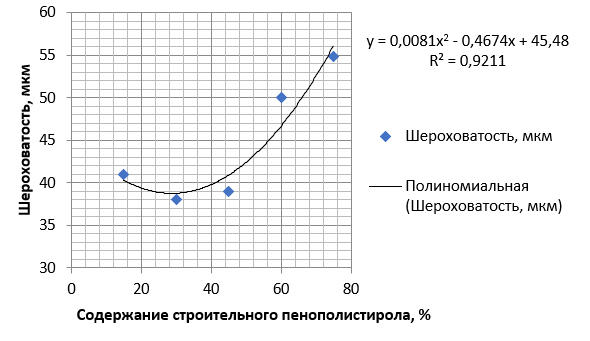 60
55
50
45
40
35
30
0
20
40
60
80
Шероховатость, мкм
Содержание строительного пенополистирола, %
y = 0,0081x² - 0,4674x + 45,48
R² = 0,9211
Шероховатость, мкм
Полиномиальная
(Шероховатость, мкм)